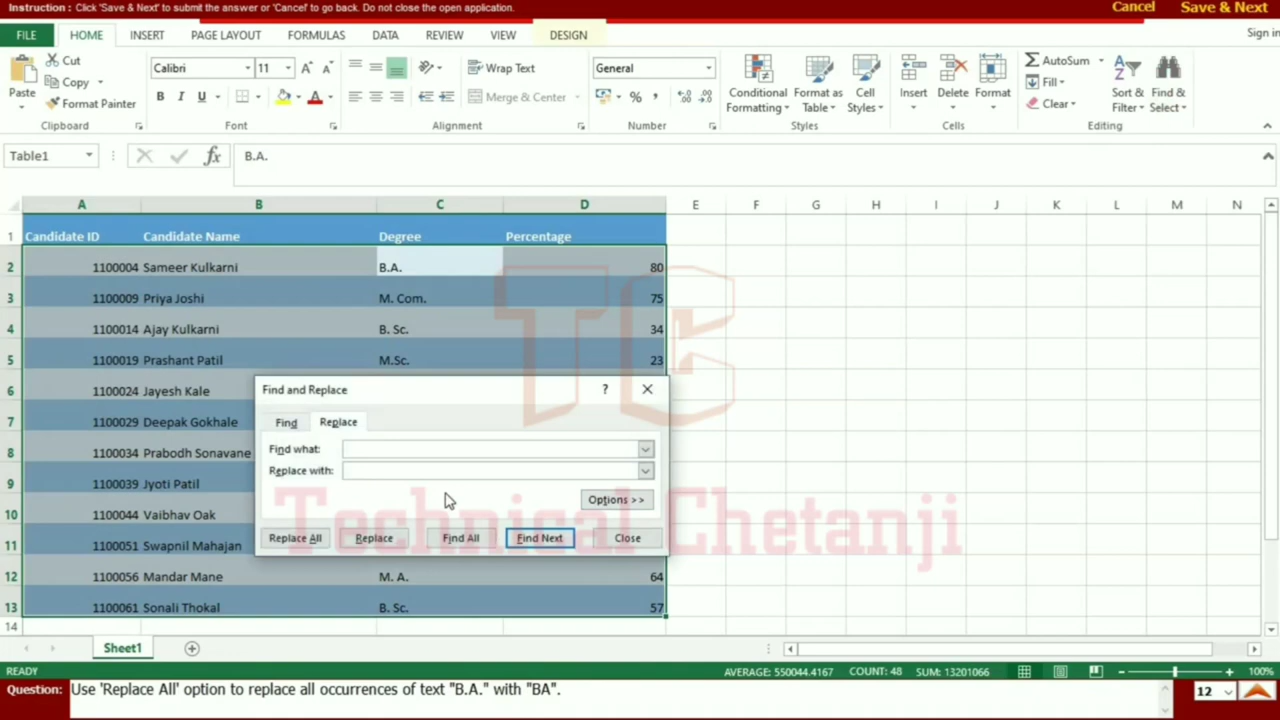 Instruction : Click 'Save & Next' to submit the answer or 'Cancel' to go back. Do not close the open application.
Cancel Save & Next
FILE HOME INSERT PAGE LAYOUT FORMULAS DATA REVIEW VIEW DESIGN Sign in
Paste
Cut
Copy
Format Painter
Clipboard
Calibri 11
B I U
Font
Wrap Text
Merge & Center
Alignment
General
% ,
Number
Conditional Formatting
Format as Table
Cell Styles
Styles
Insert Delete Format
Cells
AutoSum
Fill
Clear
Sort & Filter
Find & Select
Editing
Table1 fx B.A.
A B C D E F G H I J K L M N
1 Candidate ID Candidate Name Degree Percentage
2 1100004 Sameer Kulkarni B.A. 80
3 1100009 Priya Joshi M. Com. 75
4 1100014 Ajay Kulkarni B. Sc. 34
5 1100019 Prashant Patil M.Sc. 23
6 1100024 Jayesh Kale
7 1100029 Deepak Gokhale
8 1100034 Prabodh Sonavane
9 1100039 Jyoti Patil
10 1100044 Vaibhav Oak
11 1100051 Swapnil Mahajan
12 1100056 Mandar Mane M. A. 64
13 1100061 Sonali Thokal B. Sc. 57
14
Find and Replace ?
Find Replace
Find what:
Replace with:
Options >>
Replace All Replace Find All Find Next Close
TC
Technical Chetanji
Sheet1
READY AVERAGE: 550044.4167 COUNT: 48 SUM: 13201066 100%
Question: Use 'Replace All' option to replace all occurrences of text "B.A." with "BA".
12